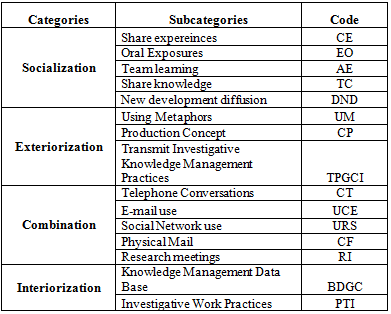 Categories Subcategories Code
Socialization
Share expereinces CE
Oral Exposures EO
Team learning AE
Share knowledge TC
New development diffusion DND
Exteriorization
Using Metaphors UM
Production Concept CP
Transmit Investigative
Knowledge Management
Practices TPGCI
Combination
Telephone Conversations CT
E-mail use UCE
Social Network use URS
Physical Mail CF
Research meetings RI
Interiorization
Knowledge Management Data
Base BDGC
Investigative Work Practices PTI